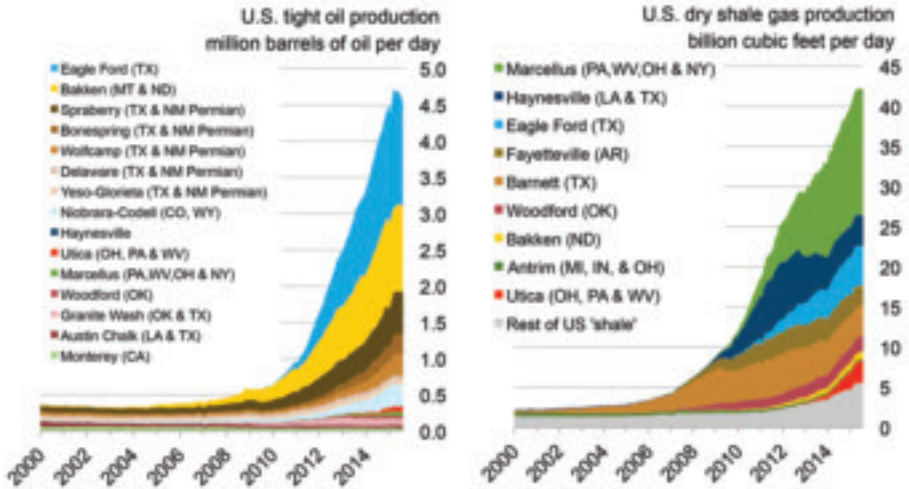 U.S. tight oil production
million barrels of oil per day
Eagle Ford (TX)
Bakken (MT & ND)
Spraberry (TX & NM Permian)
Bonespring (TX & NM Permian)
Wolfcamp (TX & NM Permian)
Delaware (TX & NM Permian)
Yeso-Glorieta (TX & NM Permian)
Niobrara-Codell (CO, WY)
Haynesville
Utica (OH, PA & WV)
Marcellus (PA,WV,OH & NY)
Woodford (OK)
Granite Wash (OK & TX)
Austin Chalk (LA & TX)
Monterey (CA)
5.0
4.5
4.0
3.5
3.0
2.5
2.0
1.5
1.0
0.5
0.0
2000
2002
2004
2006
2008
2010
2012
2014
U.S. dry shale gas production
billion cubic feet per day
Marcellus (PA,WV,OH & NY)
Haynesville (LA & TX)
Eagle Ford (TX)
Fayetteville (AR)
Barnett (TX)
Woodford (OK)
Bakken (ND)
Antrim (MI, IN, & OH)
Utica (OH, PA & WV)
Rest of US 'shale'
45
40
35
30
25
20
15
10
5
0
2000
2002
2004
2006
2008
2010
2012
2014